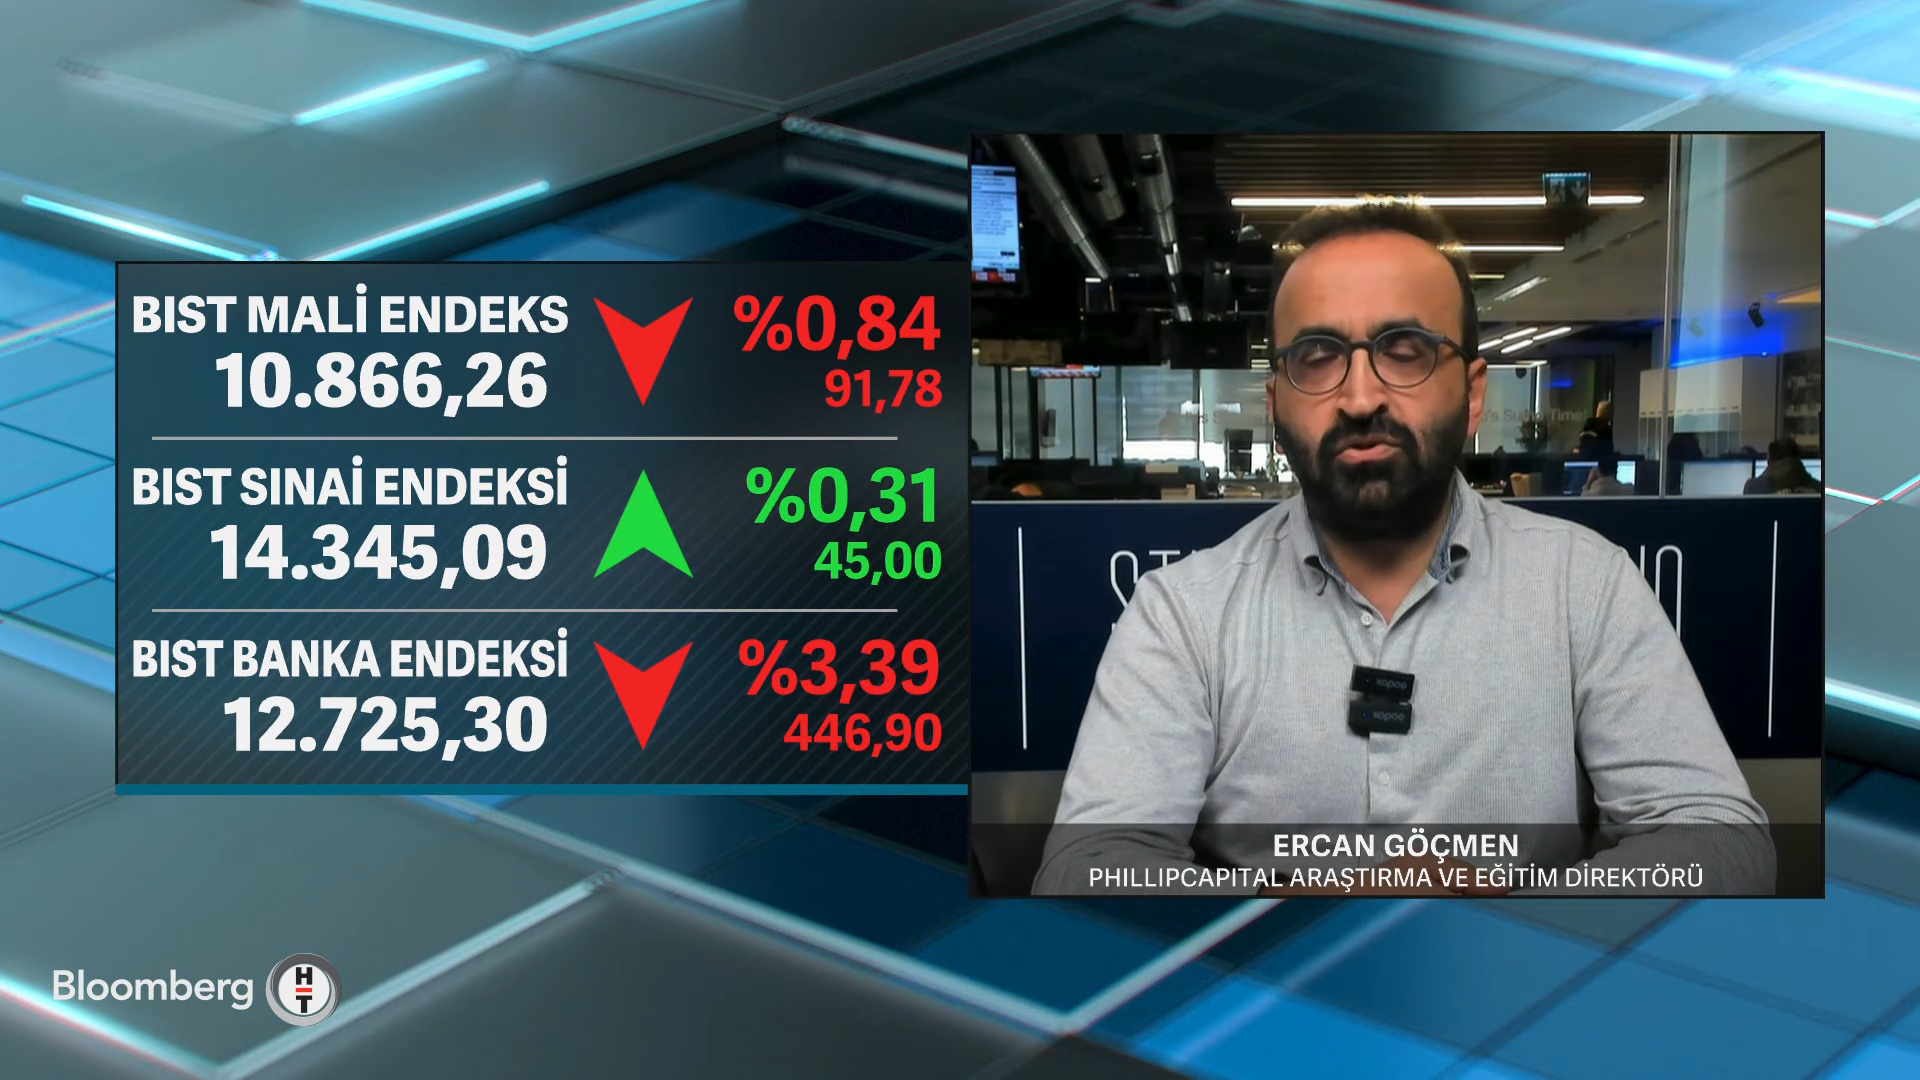 BIST MALİ ENDEKS
10.866,26
%0,84
91,78
BIST SINAİ ENDEKSİ
14.345,09
%0,31
45,00
BIST BANKA ENDEKSİ
12.725,30
%3,39
446,90
ERCAN GÖÇMEN
PHILLIPCAPITAL ARAŞTIRMA VE EĞİTİM DİREKTÖRÜ
Bloomberg HT